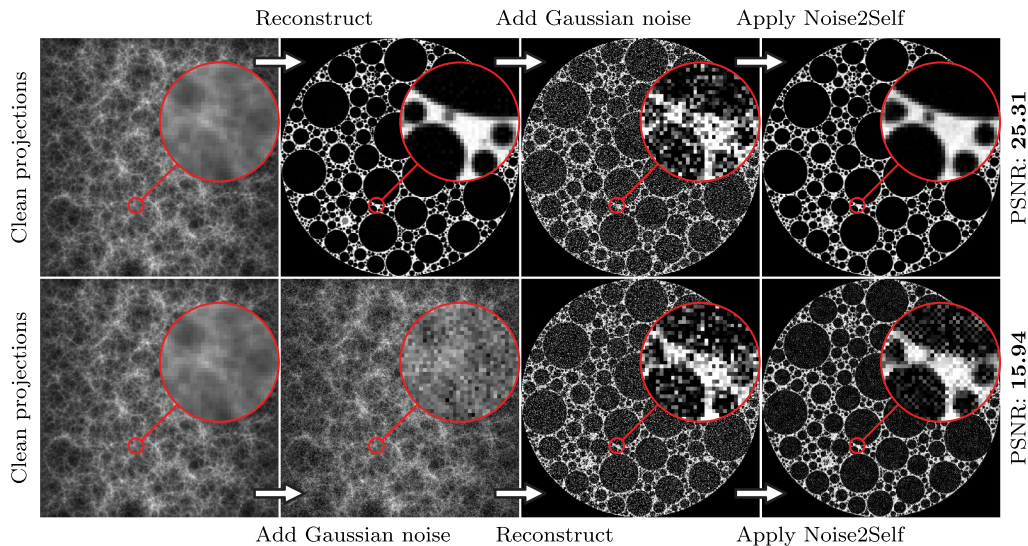 Reconstruct
Add Gaussian noise
Apply Noise2Self
Clean projections
PSNR: 25.31
Clean projections
PSNR: 15.94
Add Gaussian noise
Reconstruct
Apply Noise2Self